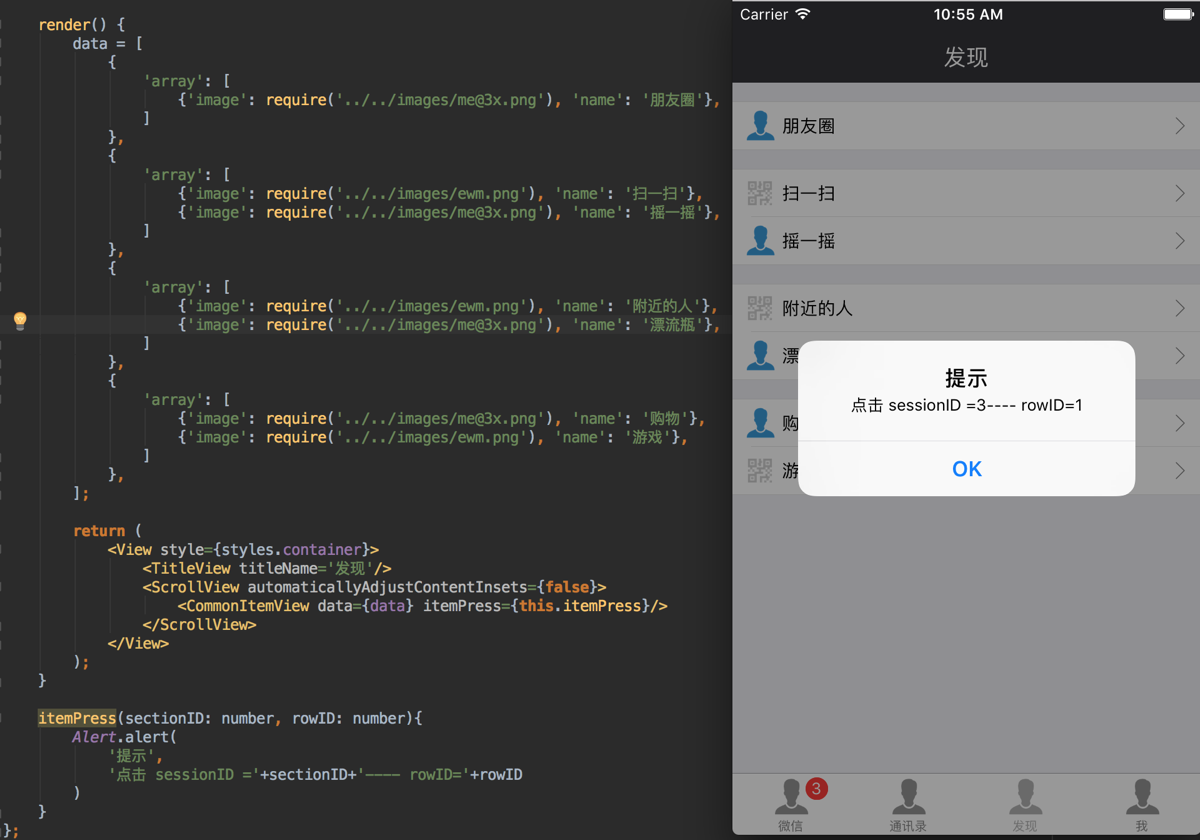 render() {
data = [
{
'array': [
{'image': require('../../images/me@3x.png'), 'name': '朋友圈'},
]
},
{
'array': [
{'image': require('../../images/ewm.png'), 'name': '扫一扫'},
{'image': require('../../images/me@3x.png'), 'name': '摇一摇'},
]
},
{
'array': [
{'image': require('../../images/ewm.png'), 'name': '附近的人'},
{'image': require('../../images/me@3x.png'), 'name': '漂流瓶'},
]
},
{
'array': [
{'image': require('../../images/me@3x.png'), 'name': '购物'},
{'image': require('../../images/ewm.png'), 'name': '游戏'},
]
},
];
return (
<View style={styles.container}>
<TitleView titleName='发现'/>
<ScrollView automaticallyAdjustContentInsets={false}>
<CommonItemView data={data} itemPress={this.itemPress}/>
</ScrollView>
</View>
);
}
itemPress(sectionID: number, rowID: number){
Alert.alert(
'提示',
'点击 sessionID ='+sectionID+'---- rowID='+rowID
)
}
};
Carrier
10:55 AM
发现
朋友圈
扫一扫
摇一摇
附近的人
漂
购
游
提示
点击 sessionID =3---- rowID=1
OK
3
微信
通讯录
发现
我